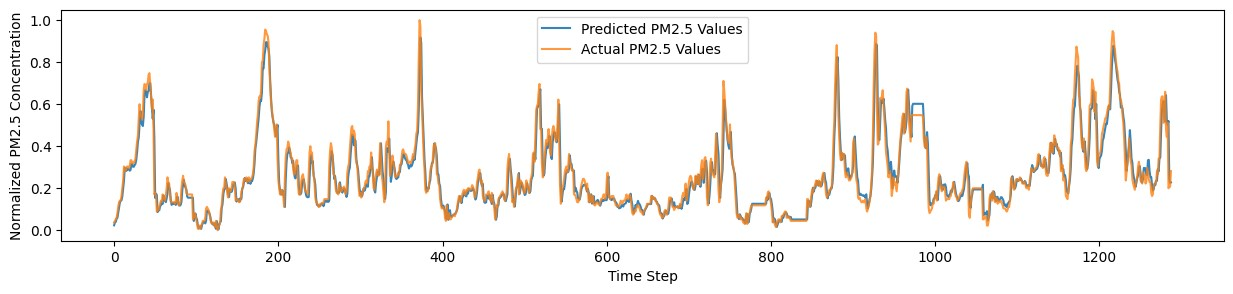 Predicted PM2.5 Values
Actual PM2.5 Values
Normalized PM2.5 Concentration
1.0
0.8
0.6
0.4
0.2
0.0
0 200 400 600 800 1000 1200
Time Step